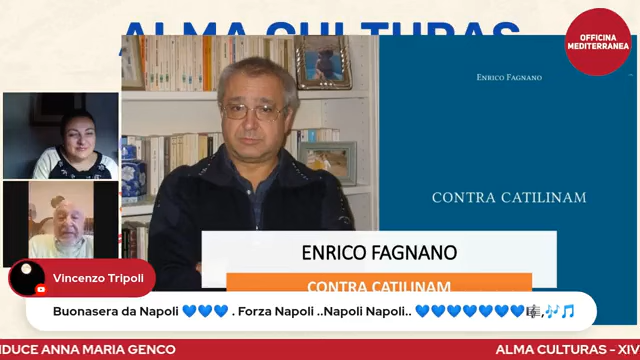 ALMA CULTURAS
OFFICINA
MEDITERRANEA
ENRICO FAGNANO
CONTRA CATILINAM
ENRICO FAGNANO
CONTRA CATILINAM
Vincenzo Tripoli
Buonasera da Napoli 💙💙💙 . Forza Napoli ..Napoli Napoli.. 💙💙💙💙💙💙💙🎼,🎶🎵
NDUCE ANNA MARIA GENCO
ALMA CULTURAS - XIV